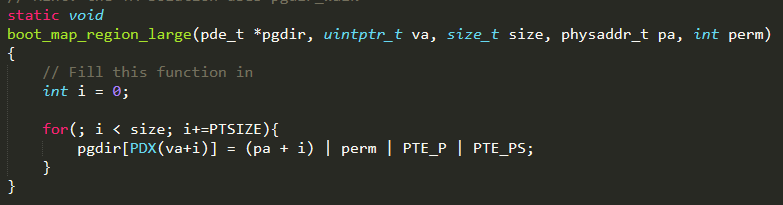 static void
boot_map_region_large(pde_t *pgdir, uintptr_t va, size_t size, physaddr_t pa, int perm)
{
    // Fill this function in
    int i = 0;

    for(; i < size; i+=PTSIZE){
        pgdir[PDX(va+i)] = (pa + i) | perm | PTE_P | PTE_PS;
    }
}